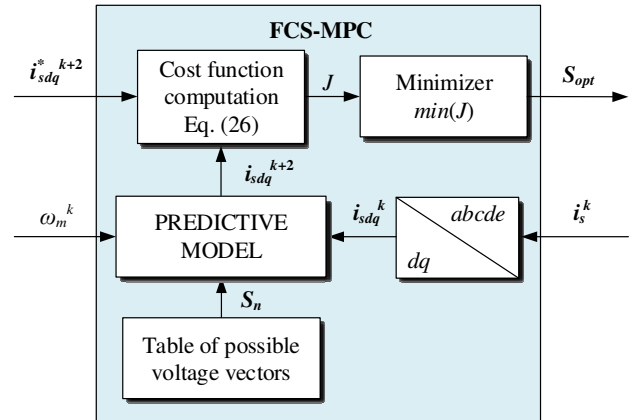 FCS-MPC
i*sdq k+2
Cost function
computation
Eq. (26)
J
Minimizer
min(J)
Sopt
isdq k+2
ωm k
PREDICTIVE
MODEL
isdq k
abcde
dq
is k
Sn
Table of possible
voltage vectors